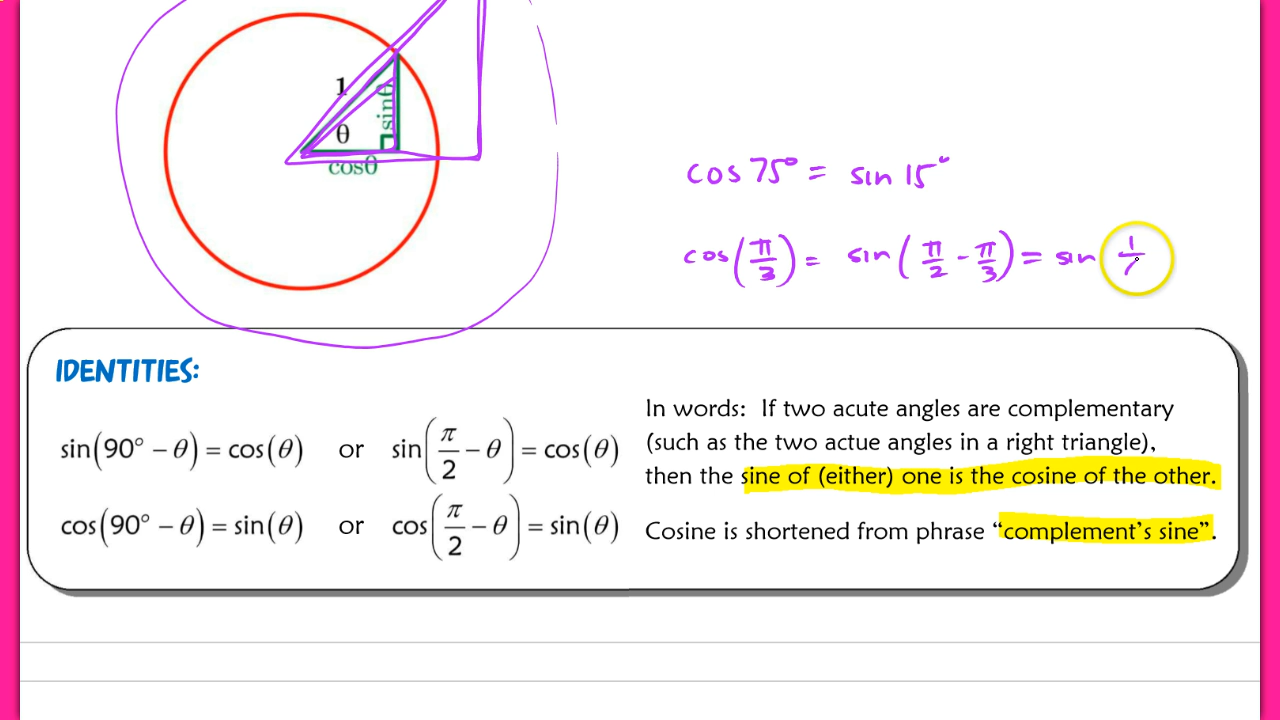 1
sinθ
θ
cosθ
cos 75° = sin 15°
cos(π/3) = sin(π/2 - π/3) = sin(1/
IDENTITIES:
sin(90° − θ) = cos(θ) or sin(π/2 − θ) = cos(θ)
cos(90° − θ) = sin(θ) or cos(π/2 − θ) = sin(θ)
In words: If two acute angles are complementary
(such as the two actue angles in a right triangle),
then the sine of (either) one is the cosine of the other.
Cosine is shortened from phrase "complement's sine".